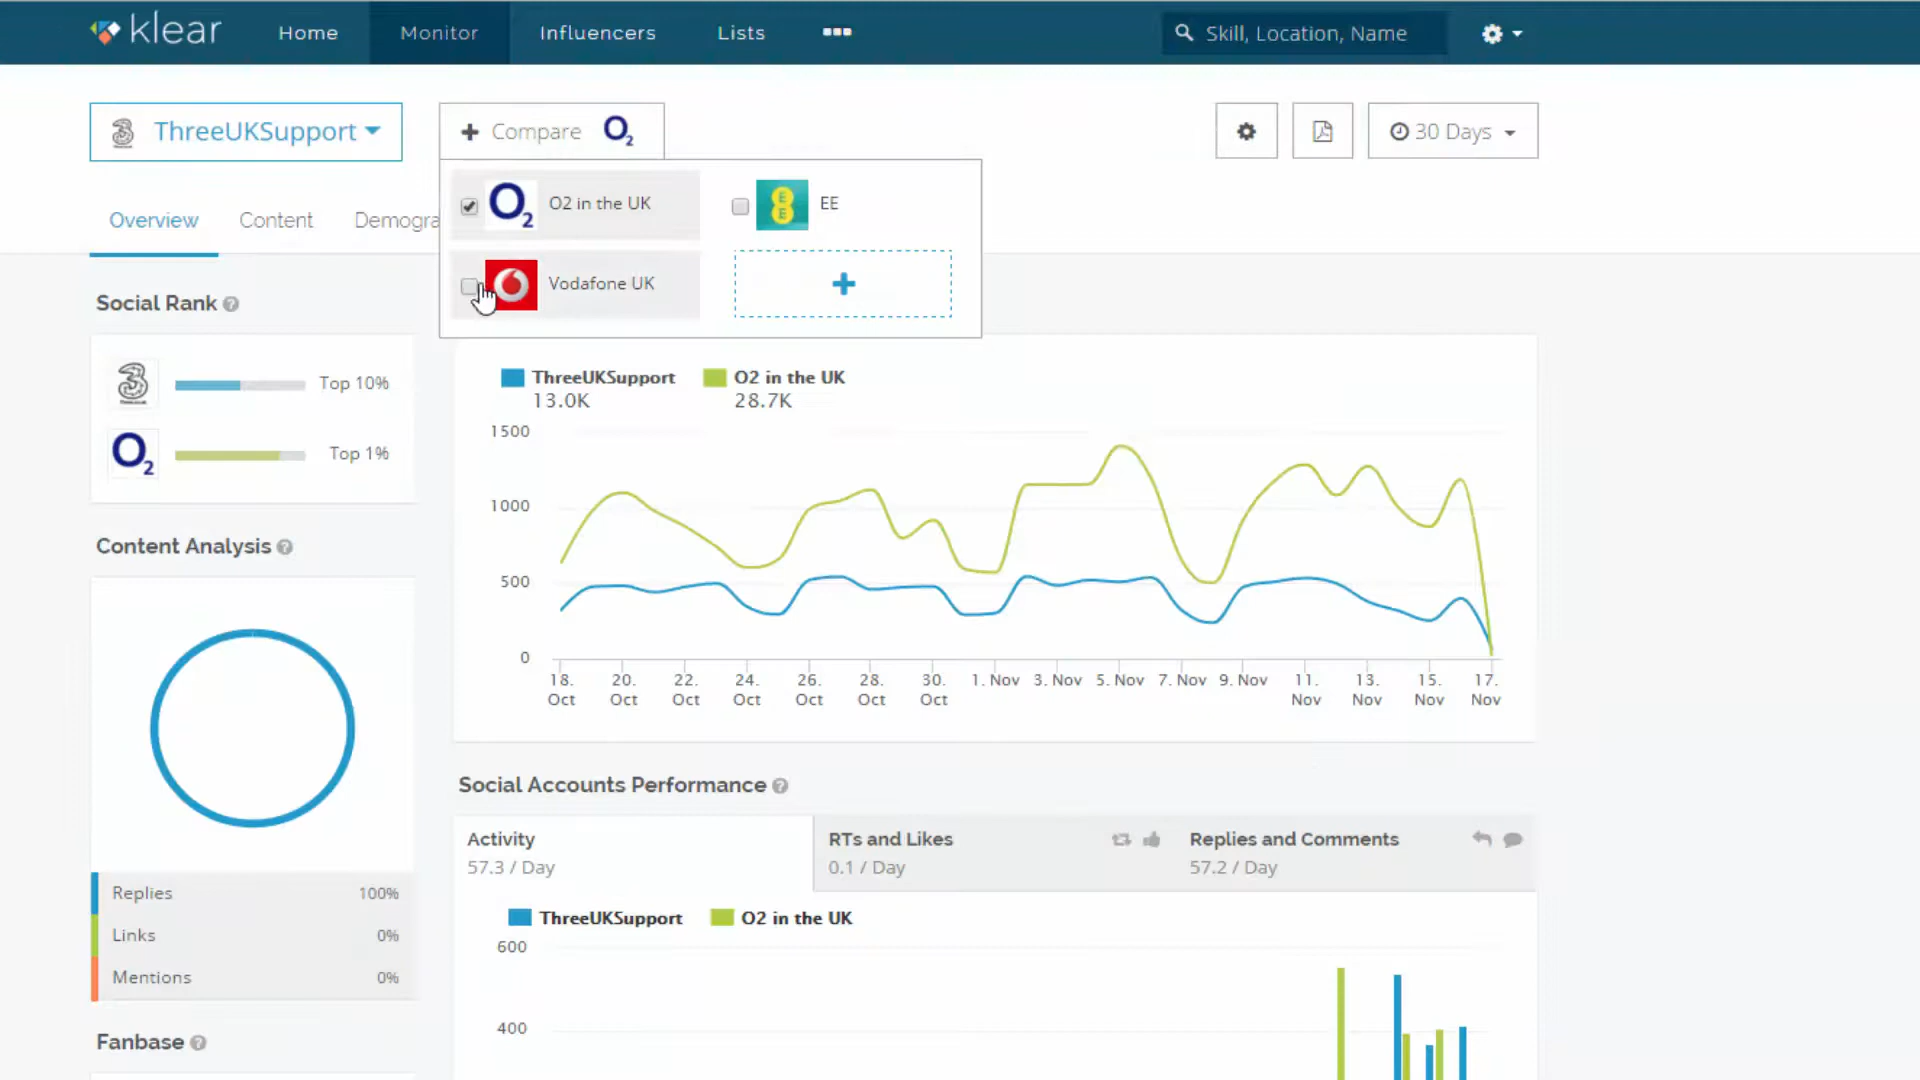 klear
Home
Monitor
Influencers
Lists
Skill, Location, Name
ThreeUKSupport
Compare O2
30 Days
Overview
Content
Demogra
O2 O2 in the UK
EE EE
Vodafone UK
Social Rank
3 Top 10%
O2 Top 1%
ThreeUKSupport
13.0K
O2 in the UK
28.7K
1500
1000
500
0
18. Oct
20. Oct
22. Oct
24. Oct
26. Oct
28. Oct
30. Oct
1. Nov
3. Nov
5. Nov
7. Nov
9. Nov
11. Nov
13. Nov
15. Nov
17. Nov
Content Analysis
Replies 100%
Links 0%
Mentions 0%
Fanbase
Social Accounts Performance
Activity
57.3 / Day
RTs and Likes
0.1 / Day
Replies and Comments
57.2 / Day
ThreeUKSupport
O2 in the UK
600
400